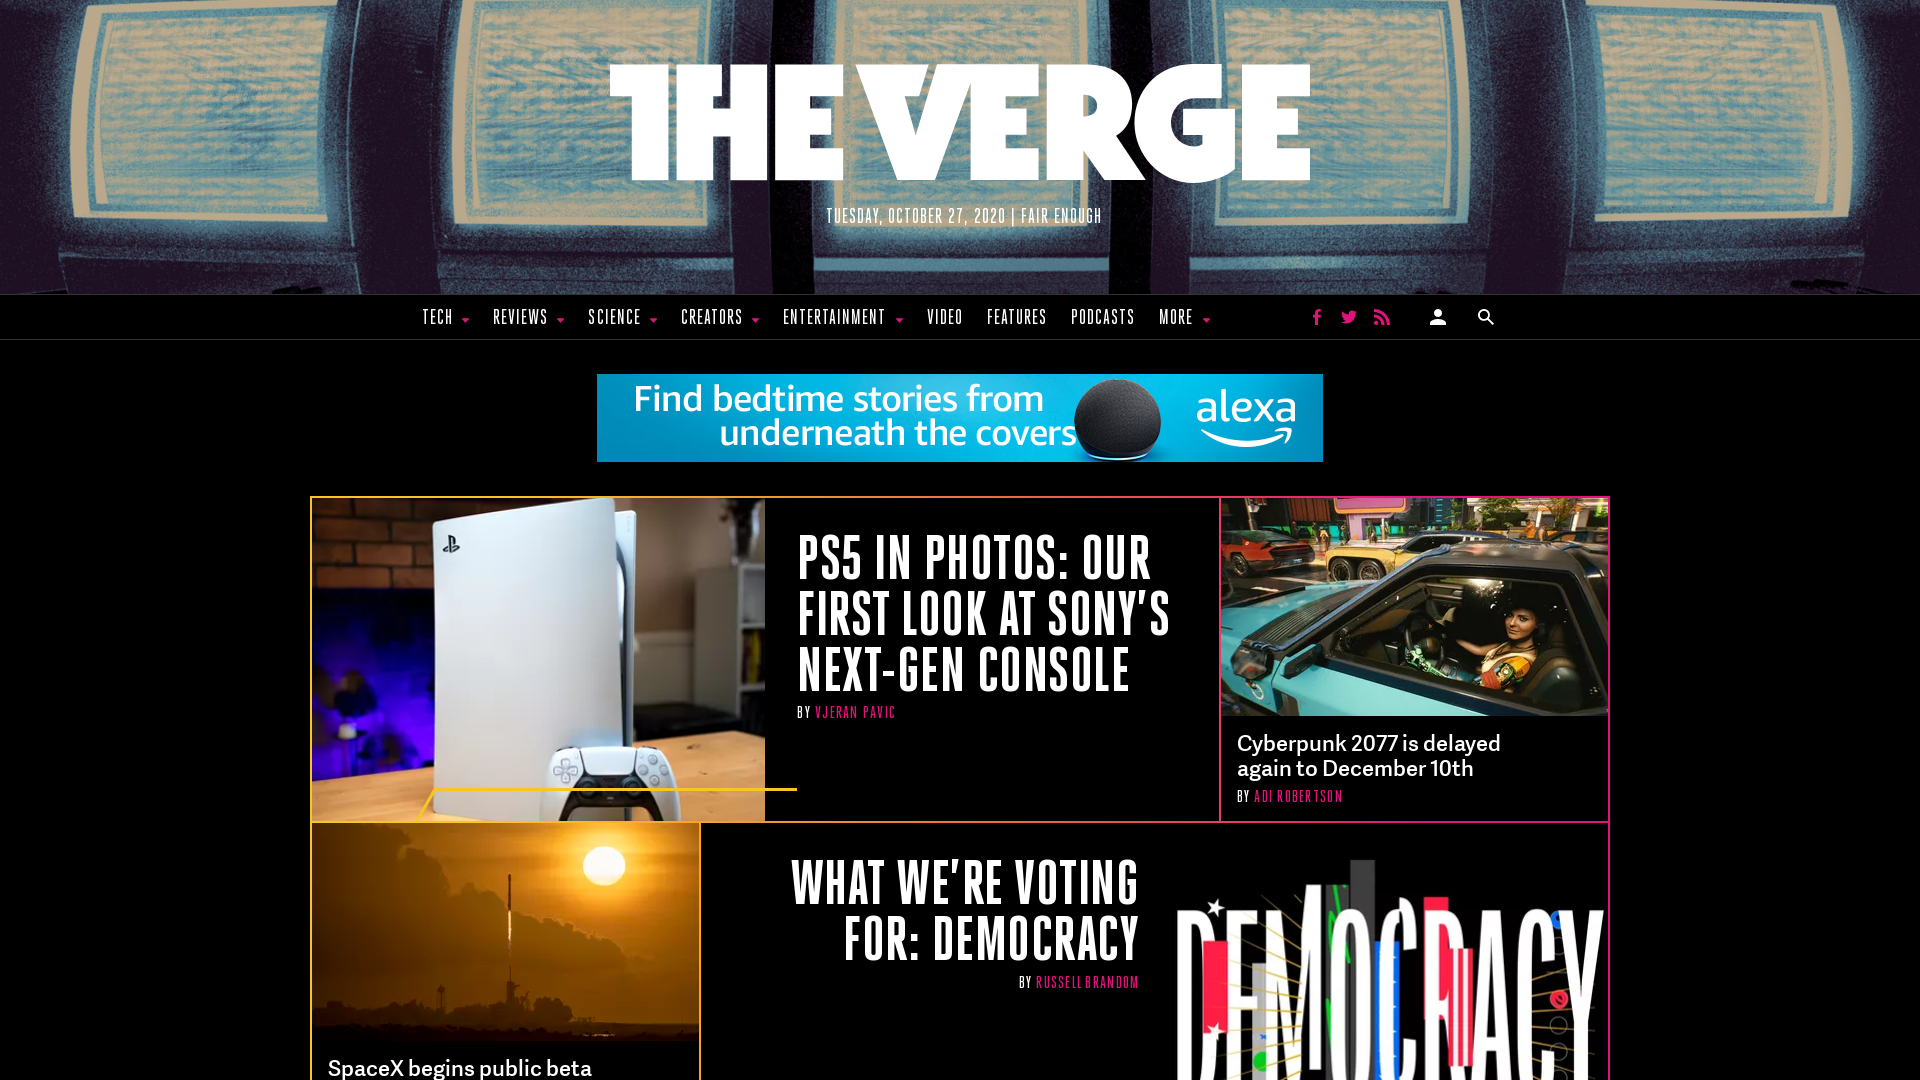 THE VERGE
TUESDAY, OCTOBER 27, 2020 | FAIR ENOUGH
TECH REVIEWS SCIENCE CREATORS ENTERTAINMENT VIDEO FEATURES PODCASTS MORE
Find bedtime stories from
underneath the covers
alexa
PS5 IN PHOTOS: OUR
FIRST LOOK AT SONY'S
NEXT-GEN CONSOLE
BY VJERAN PAVIC
Cyberpunk 2077 is delayed
again to December 10th
BY ADI ROBERTSON
SpaceX begins public beta
WHAT WE'RE VOTING
FOR: DEMOCRACY
BY RUSSELL BRANDOM
DEMOCRACY